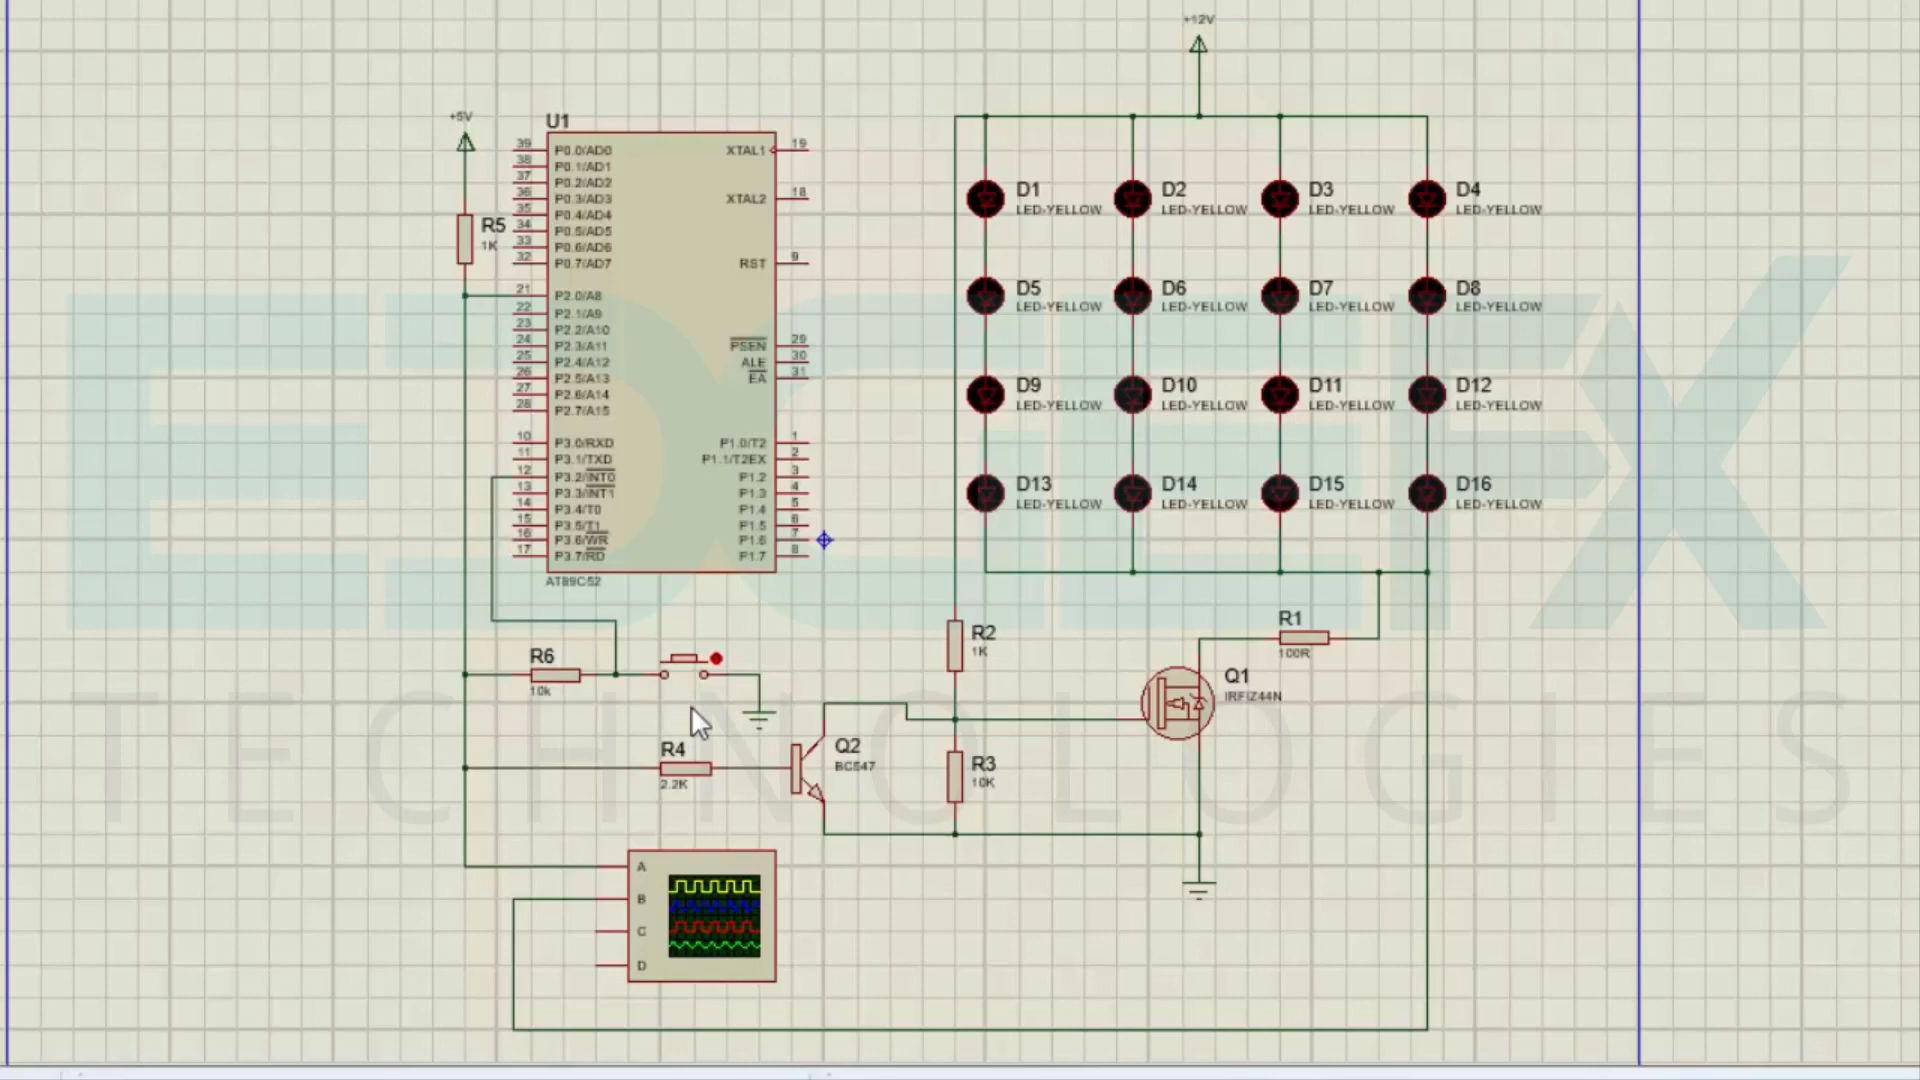 +12V
+5V
U1
39 P0.0/AD0 XTAL1 19
38 P0.1/AD1
37 P0.2/AD2
36 P0.3/AD3 XTAL2 18
35 P0.4/AD4
34 P0.5/AD5
33 P0.6/AD6
32 P0.7/AD7 RST 9
21 P2.0/A8
22 P2.1/A9
23 P2.2/A10
24 P2.3/A11 PSEN 29
25 P2.4/A12 ALE 30
26 P2.5/A13 EA 31
27 P2.6/A14
28 P2.7/A15
10 P3.0/RXD P1.0/T2 1
11 P3.1/TXD P1.1/T2EX 2
12 P3.2/INT0 P1.2 3
13 P3.3/INT1 P1.3 4
14 P3.4/T0 P1.4 5
15 P3.5/T1 P1.5 6
16 P3.6/WR P1.6 7
17 P3.7/RD P1.7 8
AT89C52
R5
1K
D1 D2 D3 D4
LED-YELLOW LED-YELLOW LED-YELLOW LED-YELLOW
D5 D6 D7 D8
LED-YELLOW LED-YELLOW LED-YELLOW LED-YELLOW
D9 D10 D11 D12
LED-YELLOW LED-YELLOW LED-YELLOW LED-YELLOW
D13 D14 D15 D16
LED-YELLOW LED-YELLOW LED-YELLOW LED-YELLOW
EDGEFX
TECHNOLOGIES
R1
100R
R2
1K
R6
10k
Q1
IRFIZ44N
R4
2.2K
Q2
BC547
R3
10K
A
B
C
D